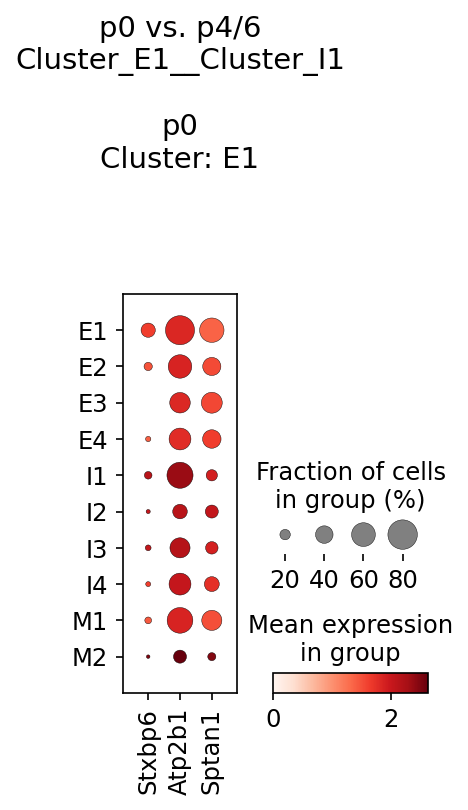 p0 vs. p4/6
Cluster_E1__Cluster_I1
p0
Cluster: E1
E1
E2
E3
E4
I1
I2
I3
I4
M1
M2
Stxbp6
Atp2b1
Sptan1
Fraction of cells
in group (%)
20 40 60 80
Mean expression
in group
0 2